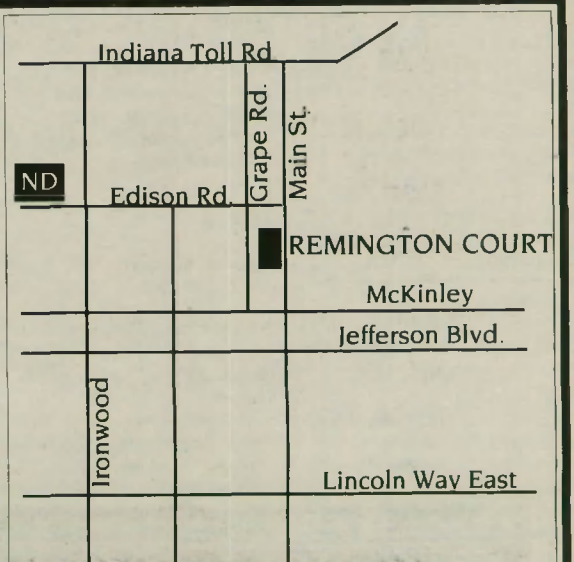 Indiana Toll Rd
Grape Rd.
Main St.
ND
Edison Rd.
REMINGTON COURT
McKinley
Jefferson Blvd.
Ironwood
Lincoln Way East